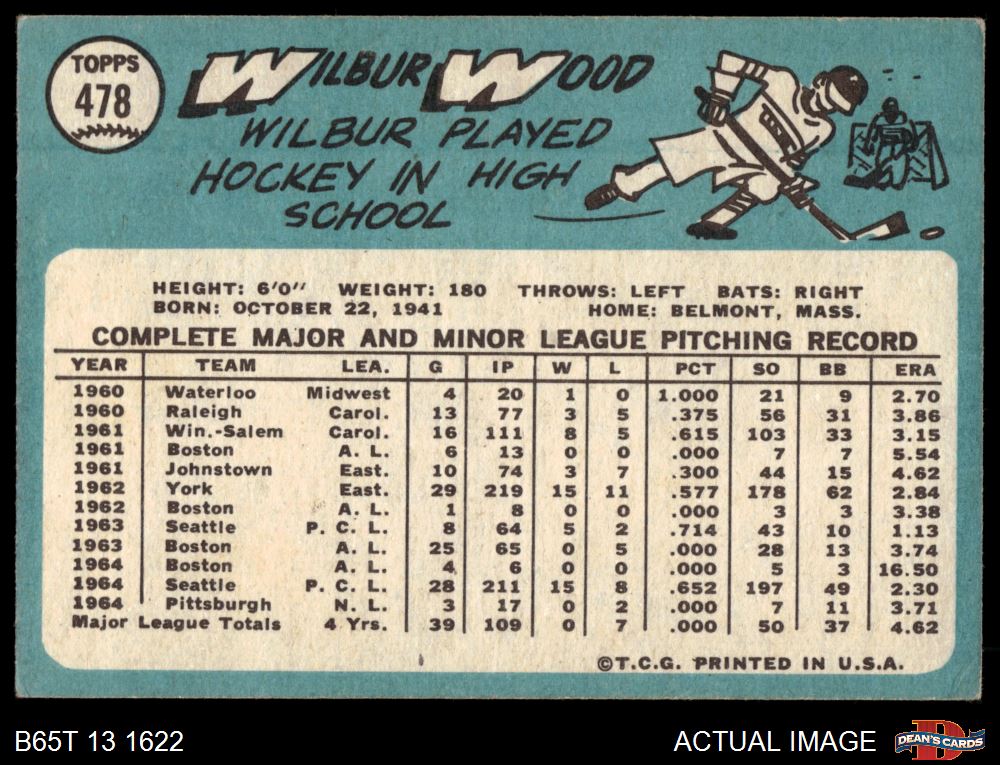 TOPPS
478
WILBUR WOOD
WILBUR PLAYED
HOCKEY IN HIGH
SCHOOL
HEIGHT: 6'0" WEIGHT: 180 THROWS: LEFT BATS: RIGHT
BORN: OCTOBER 22, 1941 HOME: BELMONT, MASS.
COMPLETE MAJOR AND MINOR LEAGUE PITCHING RECORD
YEAR TEAM LEA. G IP W L PCT SO BB ERA
1960 Waterloo Midwest 4 20 1 0 1.000 21 9 2.70
1960 Raleigh Carol. 13 77 3 5 .375 56 31 3.86
1961 Win.-Salem Carol. 16 111 8 5 .615 103 33 3.15
1961 Boston A. L. 6 13 0 0 .000 7 7 5.54
1961 Johnstown East. 10 74 3 7 .300 44 15 4.62
1962 York East. 29 219 15 11 .577 178 62 2.84
1962 Boston A. L. 1 8 0 0 .000 3 3 3.38
1963 Seattle P. C. L. 8 64 5 2 .714 43 10 1.13
1963 Boston A. L. 25 65 0 5 .000 28 13 3.74
1964 Boston A. L. 4 6 0 0 .000 5 3 16.50
1964 Seattle P. C. L. 28 211 15 8 .652 197 49 2.30
1964 Pittsburgh N. L. 3 17 0 2 .000 7 11 3.71
Major League Totals 4 Yrs. 39 109 0 7 .000 50 37 4.62
©T.C.G. PRINTED IN U.S.A.
B65T 13 1622 ACTUAL IMAGE DEAN'S CARDS